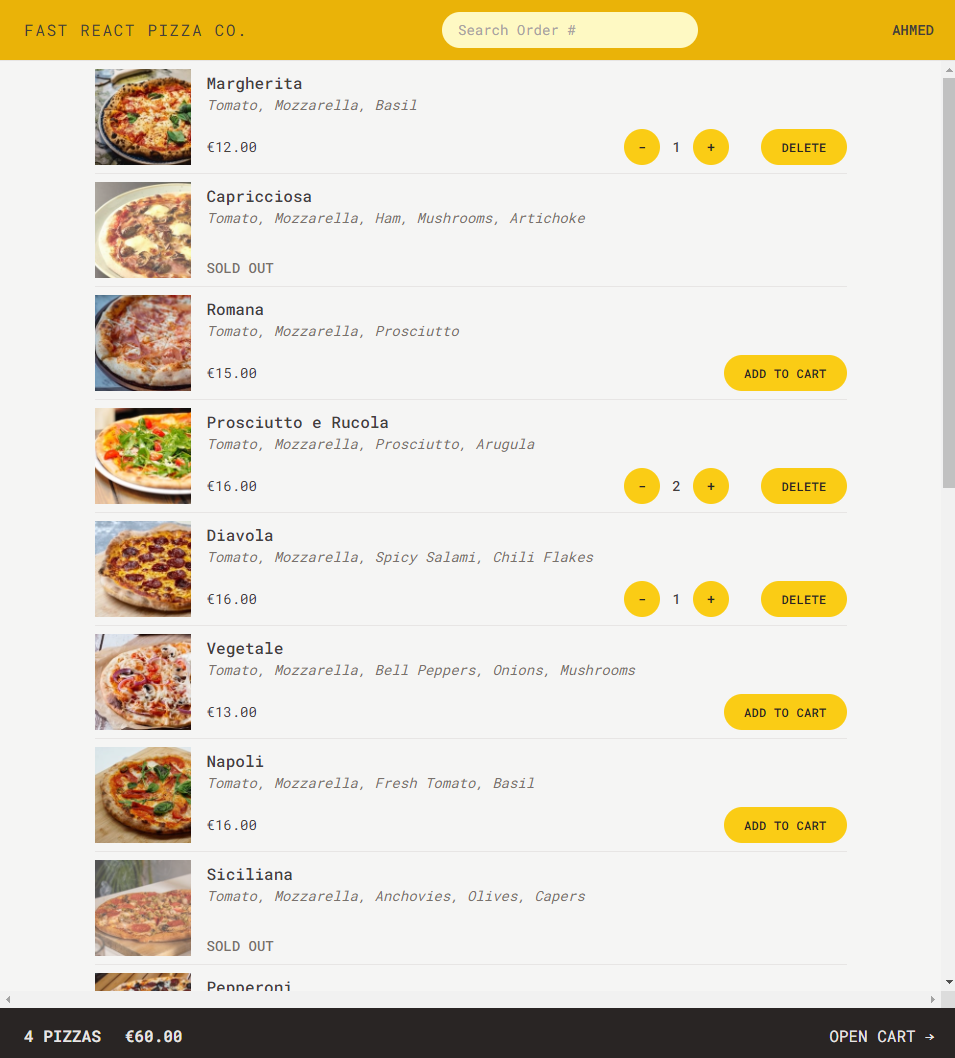 FAST REACT PIZZA CO.
Search Order #
AHMED
Margherita
Tomato, Mozzarella, Basil
€12.00
- 1 + DELETE
Capricciosa
Tomato, Mozzarella, Ham, Mushrooms, Artichoke
SOLD OUT
Romana
Tomato, Mozzarella, Prosciutto
€15.00
ADD TO CART
Prosciutto e Rucola
Tomato, Mozzarella, Prosciutto, Arugula
€16.00
- 2 + DELETE
Diavola
Tomato, Mozzarella, Spicy Salami, Chili Flakes
€16.00
- 1 + DELETE
Vegetale
Tomato, Mozzarella, Bell Peppers, Onions, Mushrooms
€13.00
ADD TO CART
Napoli
Tomato, Mozzarella, Fresh Tomato, Basil
€16.00
ADD TO CART
Siciliana
Tomato, Mozzarella, Anchovies, Olives, Capers
SOLD OUT
Pepperoni
4 PIZZAS €60.00
OPEN CART →